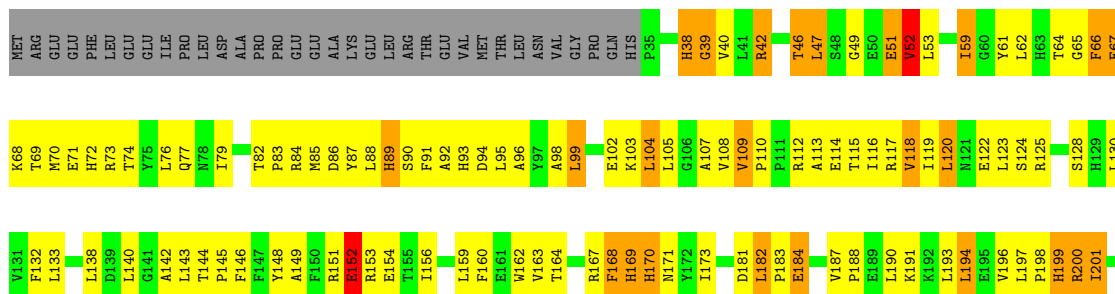 MET ARG GLU GLU PHE LEU GLU GLU ILE PRO LEU ASP ALA PRO PRO GLU GLU ALA LYS GLU LEU ARG THR GLU VAL MET THR LEU ASN VAL GLY PRO GLN HIS P35 H38 G39 V40 L41 R42 T46 L47 S48 G49 E50 E51 V52 L53 I59 G60 Y61 L62 H63 T64 G65 F66 E67
K68 T69 M70 E71 H72 R73 T74 Y75 L76 Q77 N78 I79 T82 P83 R84 M85 D86 Y87 L88 H89 S90 F91 A92 H93 D94 L95 A96 Y97 A98 L99 E102 K103 L104 L105 G106 A107 V108 V109 P110 P111 R112 A113 E114 T115 I116 R117 V118 I119 L120 N121 E122 L123 S124 R125 S128 H129 L130
V131 F132 L133 L138 D139 L140 G141 A142 L143 T144 P145 F146 F147 Y148 A149 F150 R151 E152 R153 E154 T155 I156 L159 F160 E161 W162 V163 T164 R167 F168 H169 H170 N171 Y172 I173 D181 L182 P183 E184 V187 P188 E189 L190 K191 K192 L193 L194 E195 V196 L197 P198 H199 R200 I201